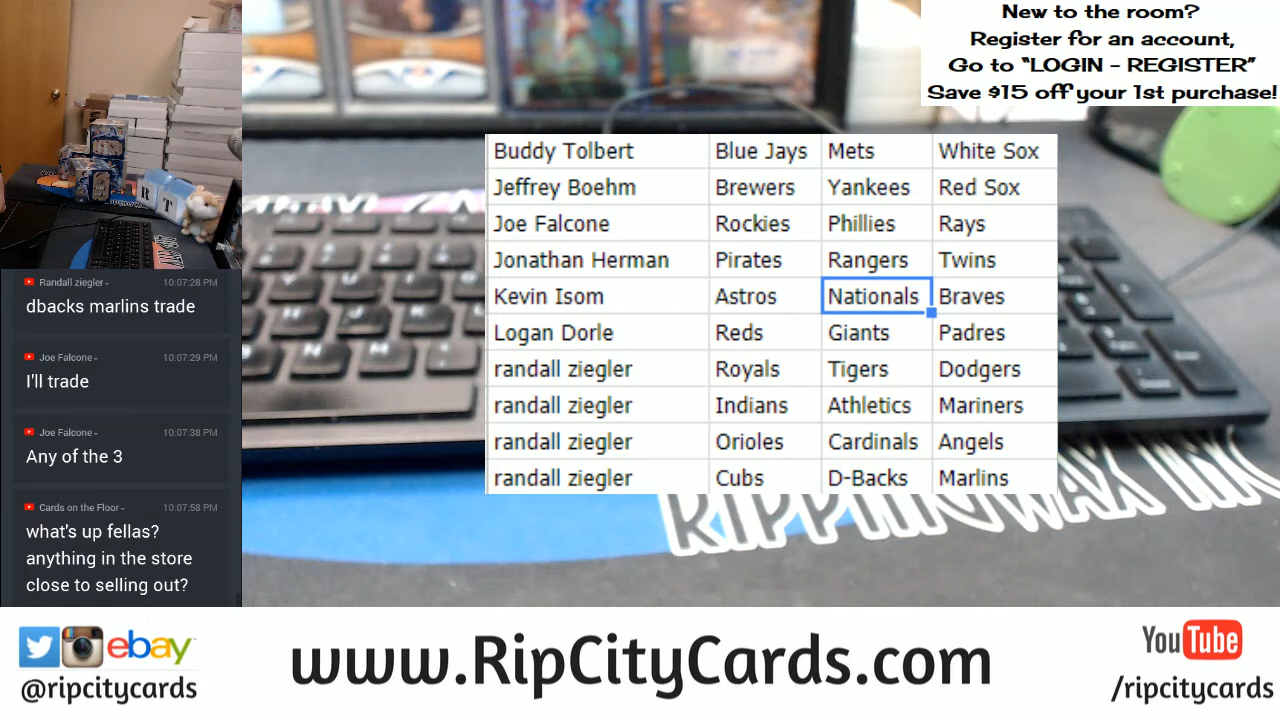 New to the room?
Register for an account,
Go to "LOGIN - REGISTER"
Save $15 off your 1st purchase!
Buddy Tolbert Blue Jays Mets White Sox
Jeffrey Boehm Brewers Yankees Red Sox
Joe Falcone Rockies Phillies Rays
Jonathan Herman Pirates Rangers Twins
Kevin Isom Astros Nationals Braves
Logan Dorle Reds Giants Padres
randall ziegler Royals Tigers Dodgers
randall ziegler Indians Athletics Mariners
randall ziegler Orioles Cardinals Angels
randall ziegler Cubs D-Backs Marlins
R T
Randall ziegler 10:07:28 PM
dbacks marlins trade
Joe Falcone 10:07:29 PM
I'll trade
Joe Falcone 10:07:38 PM
Any of the 3
Cards on the Floor 10:07:58 PM
what's up fellas?
anything in the store
close to selling out?
RIPPINWAX
ebay
@ripcitycards
www.RipCityCards.com
YouTube
/ripcitycards